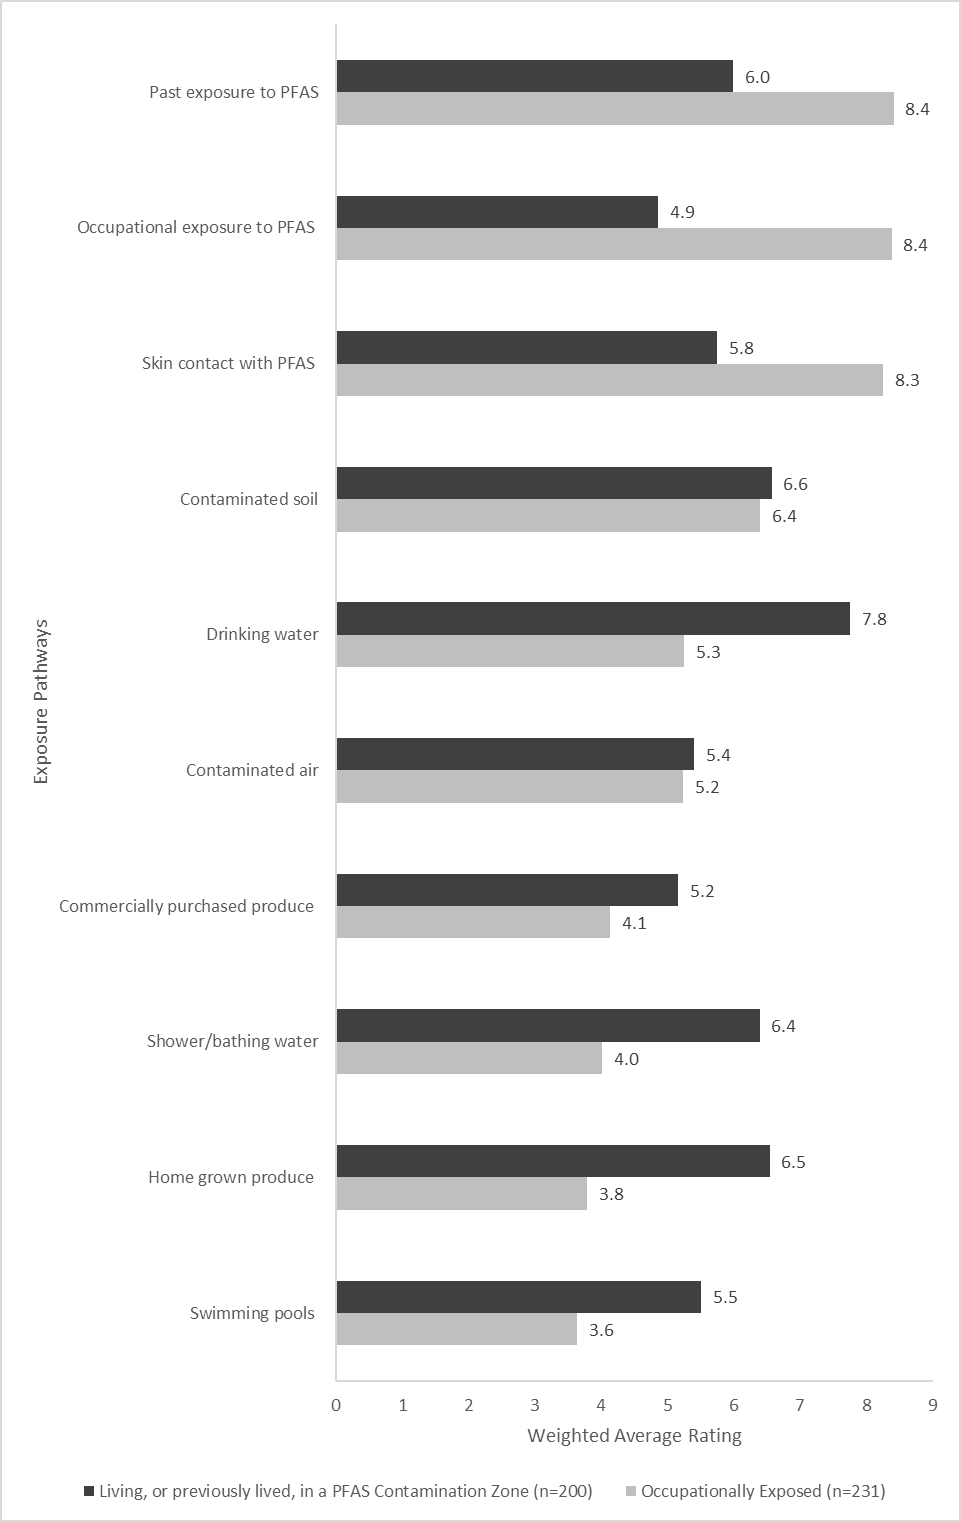 Past exposure to PFAS
6.0
8.4
Occupational exposure to PFAS
4.9
8.4
Skin contact with PFAS
5.8
8.3
Contaminated soil
6.6
6.4
Drinking water
7.8
5.3
Contaminated air
5.4
5.2
Commercially purchased produce
5.2
4.1
Shower/bathing water
6.4
4.0
Home grown produce
6.5
3.8
Swimming pools
5.5
3.6
Exposure Pathways
0 1 2 3 4 5 6 7 8 9
Weighted Average Rating
Living, or previously lived, in a PFAS Contamination Zone (n=200) Occupationally Exposed (n=231)